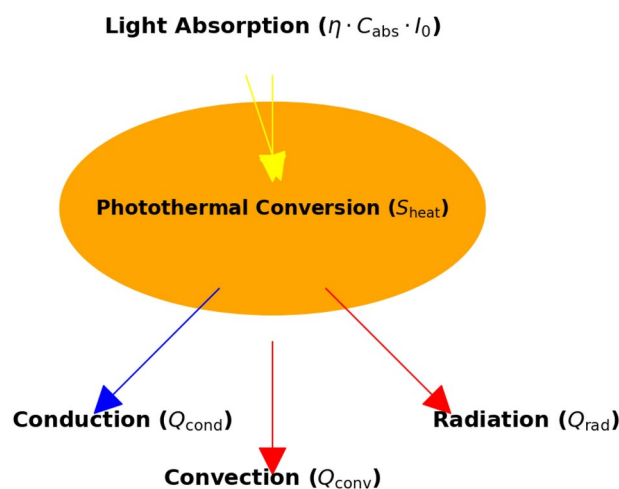 Light Absorption (η · C_abs · I_0)
Photothermal Conversion (S_heat)
Conduction (Q_cond)
Radiation (Q_rad)
Convection (Q_conv)